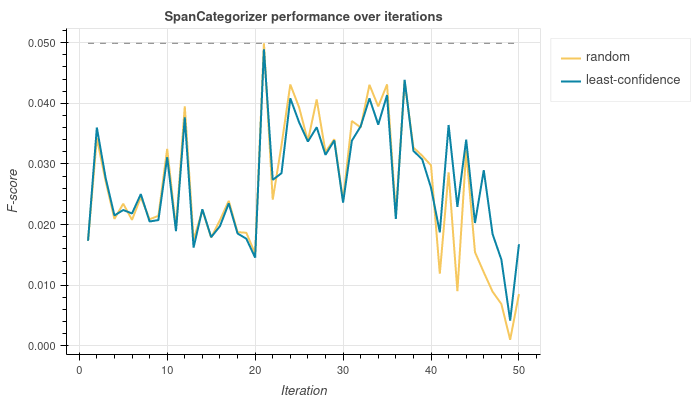 SpanCategorizer performance over iterations
0.050
0.040
0.030
0.020
0.010
0.000
F-score
0
10
20
30
40
50
Iteration
random
least-confidence